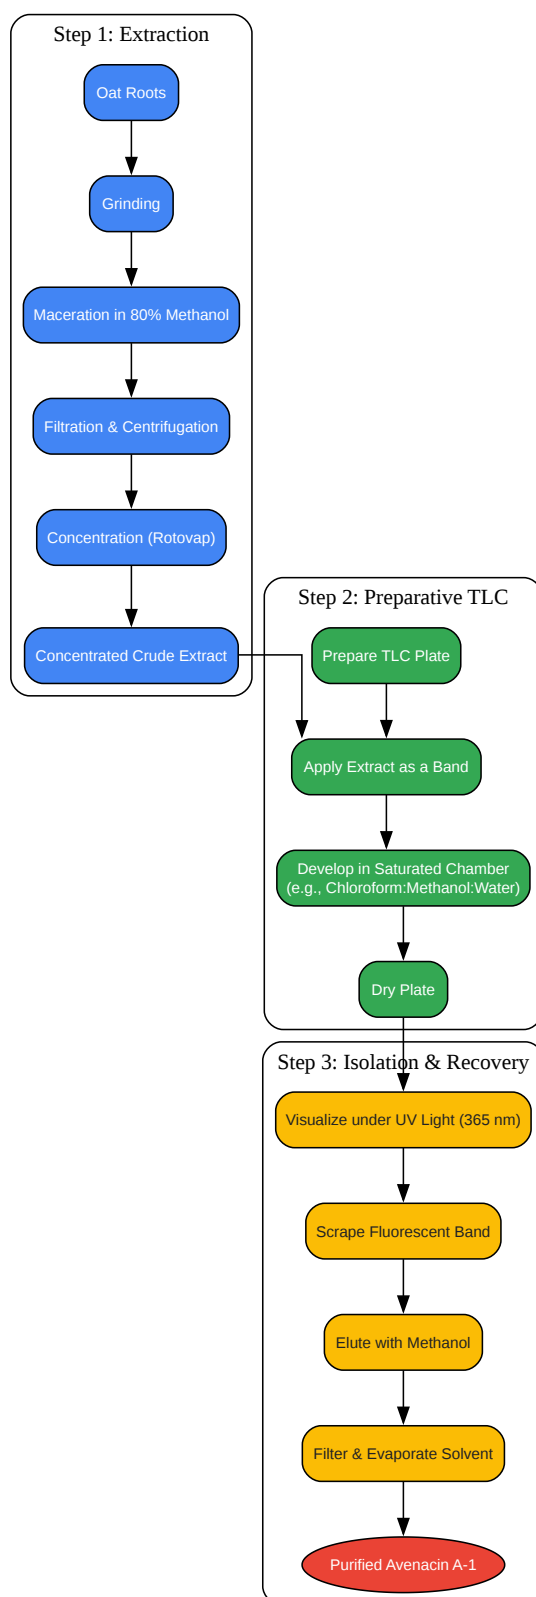 Step 1: Extraction
Oat Roots
Grinding
Maceration in 80% Methanol
Filtration & Centrifugation
Concentration (Rotovap)
Concentrated Crude Extract
Step 2: Preparative TLC
Prepare TLC Plate
Apply Extract as a Band
Develop in Saturated Chamber
(e.g., Chloroform:Methanol:Water)
Dry Plate
Step 3: Isolation & Recovery
Visualize under UV Light (365 nm)
Scrape Fluorescent Band
Elute with Methanol
Filter & Evaporate Solvent
Purified Avenacin A-1